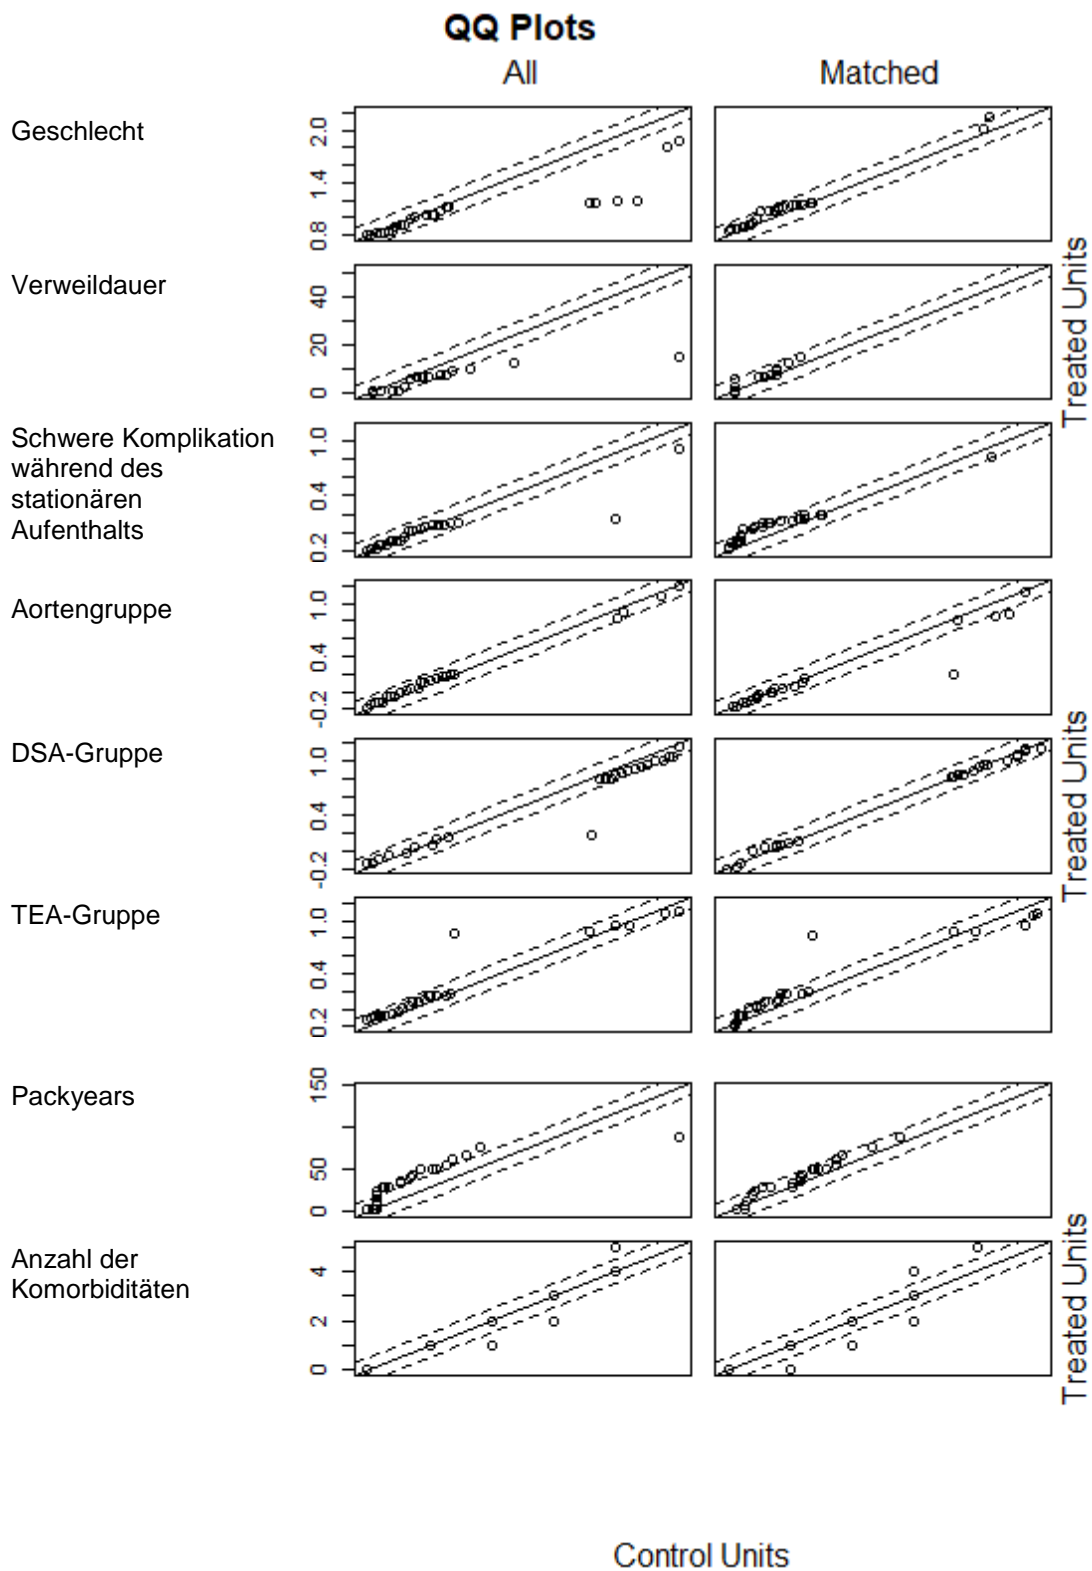 QQ Plots
All Matched
Geschlecht
0.8 1.4 2.0
Verweildauer
0 20 40
Treated Units
Schwere Komplikation
während des
stationären
Aufenthalts
0.2 0.4 1.0
Aortengruppe
-0.2 0.4 1.0
DSA-Gruppe
-0.2 0.4 1.0
Treated Units
TEA-Gruppe
0.2 0.4 1.0
Packyears
0 50 150
Anzahl der
Komorbiditäten
0 2 4
Treated Units
Control Units